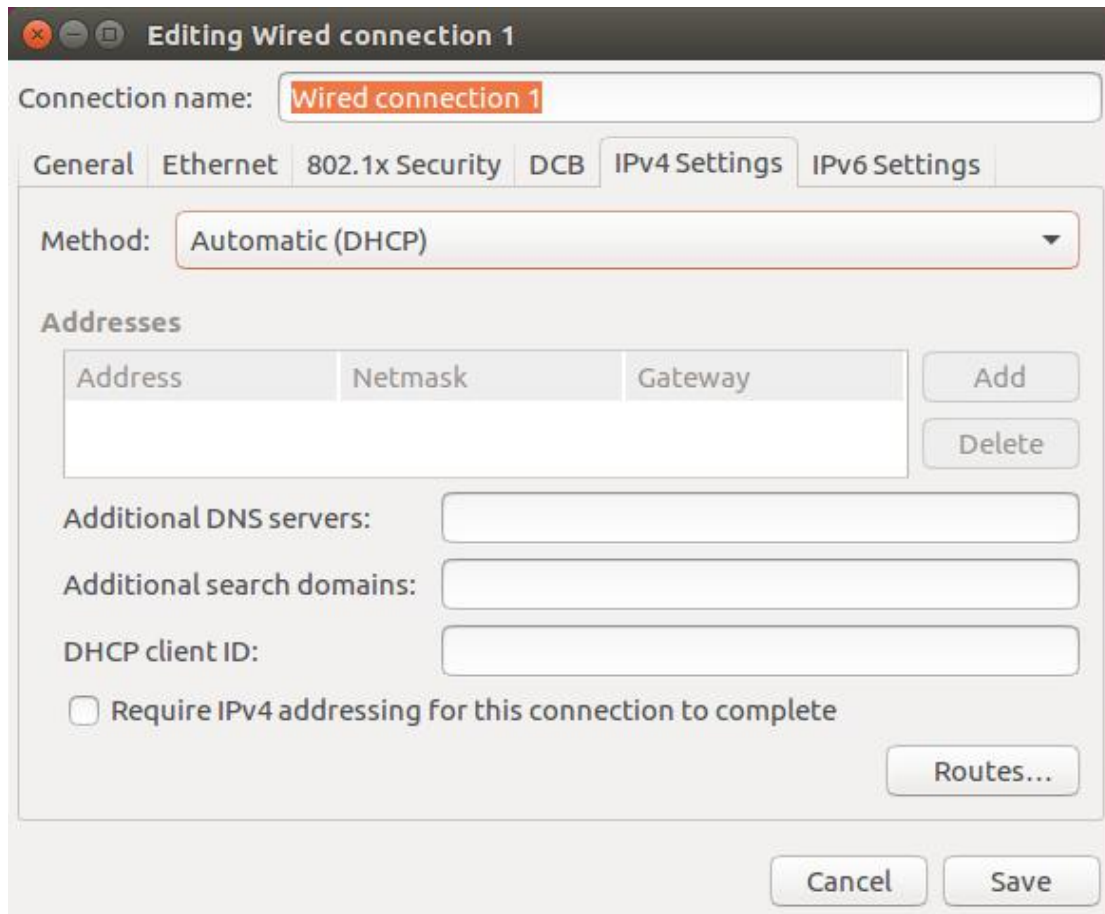 Editing Wired connection 1
Connection name: Wired connection 1
General Ethernet 802.1x Security DCB IPv4 Settings IPv6 Settings
Method: Automatic (DHCP)
Addresses
Address Netmask Gateway Add
Delete
Additional DNS servers:
Additional search domains:
DHCP client ID:
Require IPv4 addressing for this connection to complete
Routes...
Cancel Save